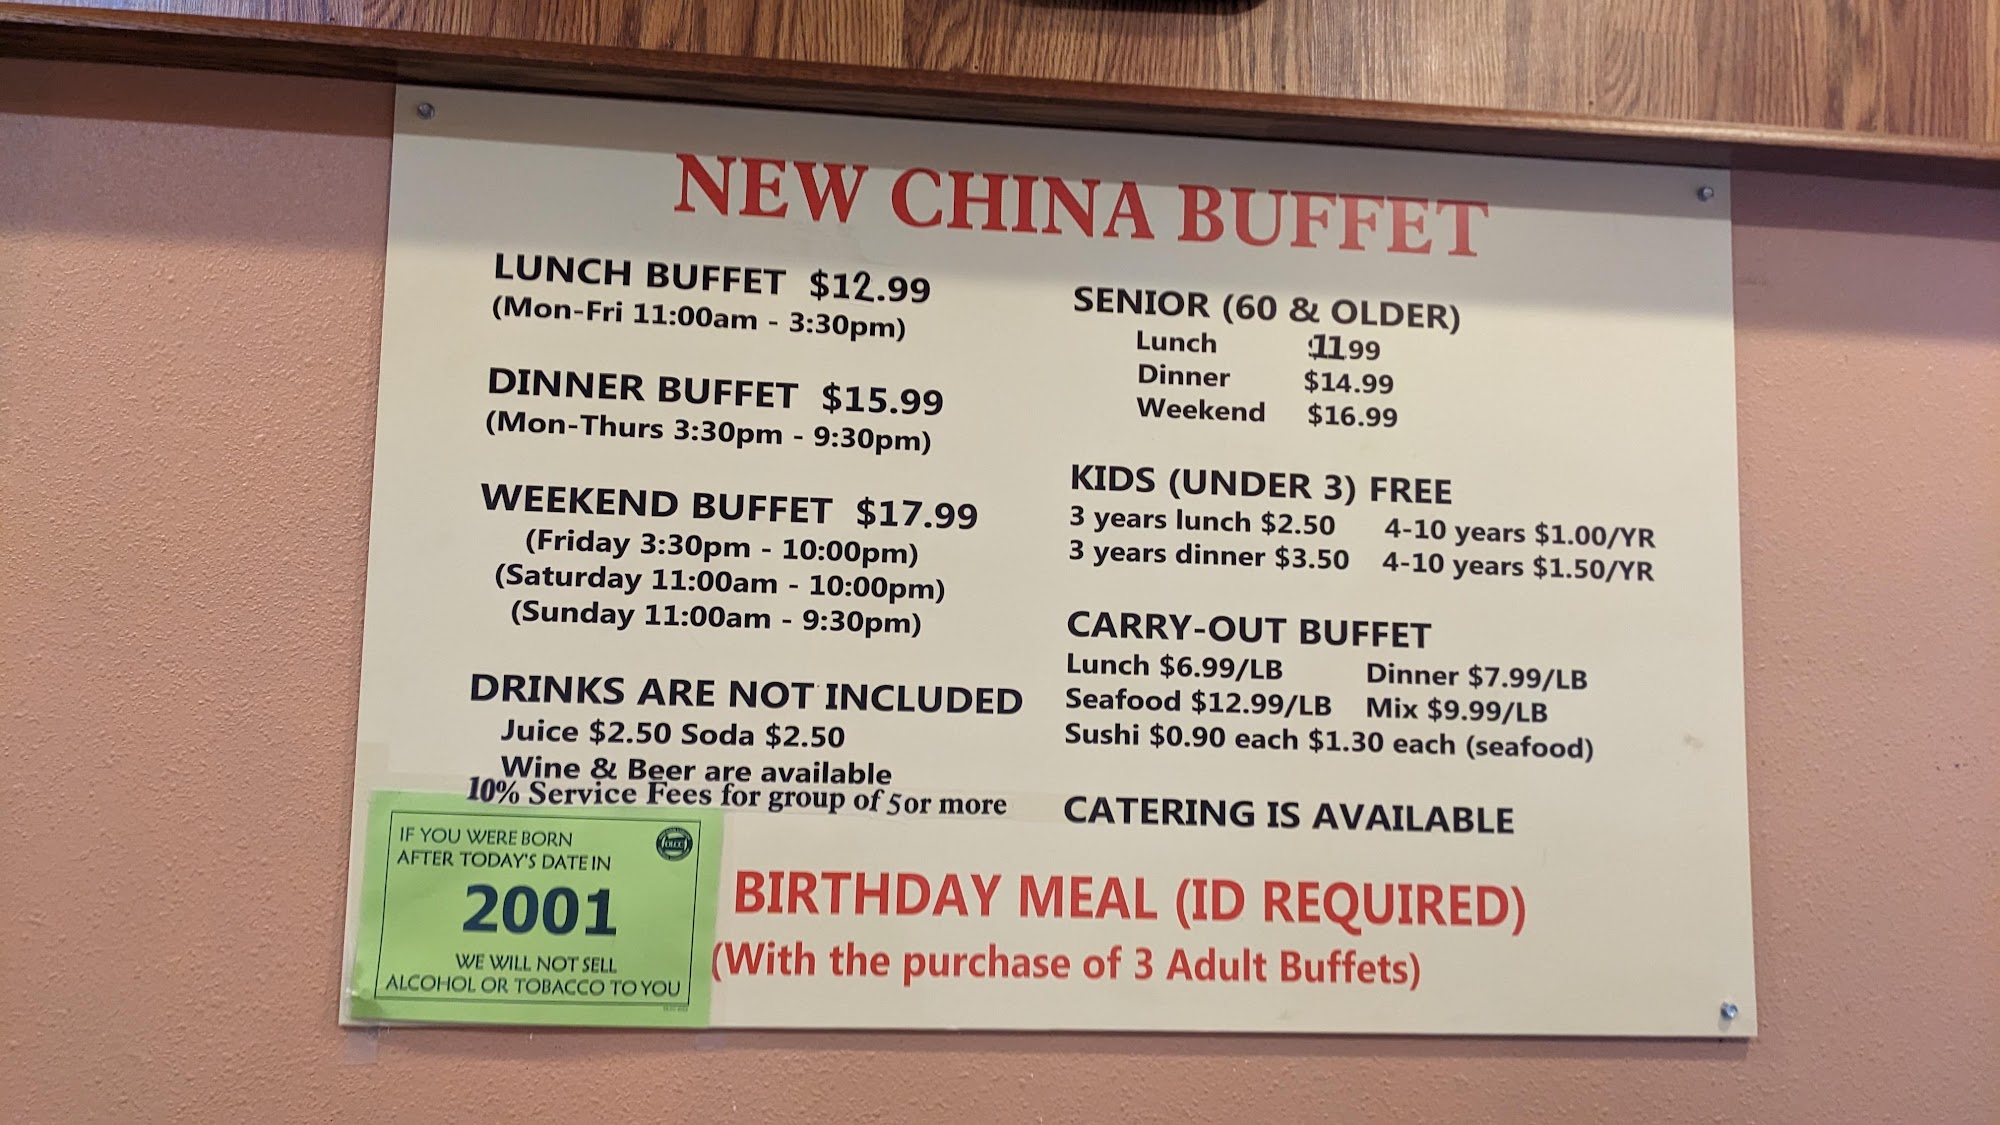 NEW CHINA BUFFET
LUNCH BUFFET $12.99
(Mon-Fri 11:00am - 3:30pm)
DINNER BUFFET $15.99
(Mon-Thurs 3:30pm - 9:30pm)
WEEKEND BUFFET $17.99
(Friday 3:30pm - 10:00pm)
(Saturday 11:00am - 10:00pm)
(Sunday 11:00am - 9:30pm)
DRINKS ARE NOT INCLUDED
Juice $2.50 Soda $2.50
Wine & Beer are available
10% Service Fees for group of 5 or more
SENIOR (60 & OLDER)
Lunch 11.99
Dinner $14.99
Weekend $16.99
KIDS (UNDER 3) FREE
3 years lunch $2.50 4-10 years $1.00/YR
3 years dinner $3.50 4-10 years $1.50/YR
CARRY-OUT BUFFET
Lunch $6.99/LB Dinner $7.99/LB
Seafood $12.99/LB Mix $9.99/LB
Sushi $0.90 each $1.30 each (seafood)
CATERING IS AVAILABLE
BIRTHDAY MEAL (ID REQUIRED)
(With the purchase of 3 Adult Buffets)
IF YOU WERE BORN
AFTER TODAY'S DATE IN
OLCC
2001
WE WILL NOT SELL
ALCOHOL OR TOBACCO TO YOU